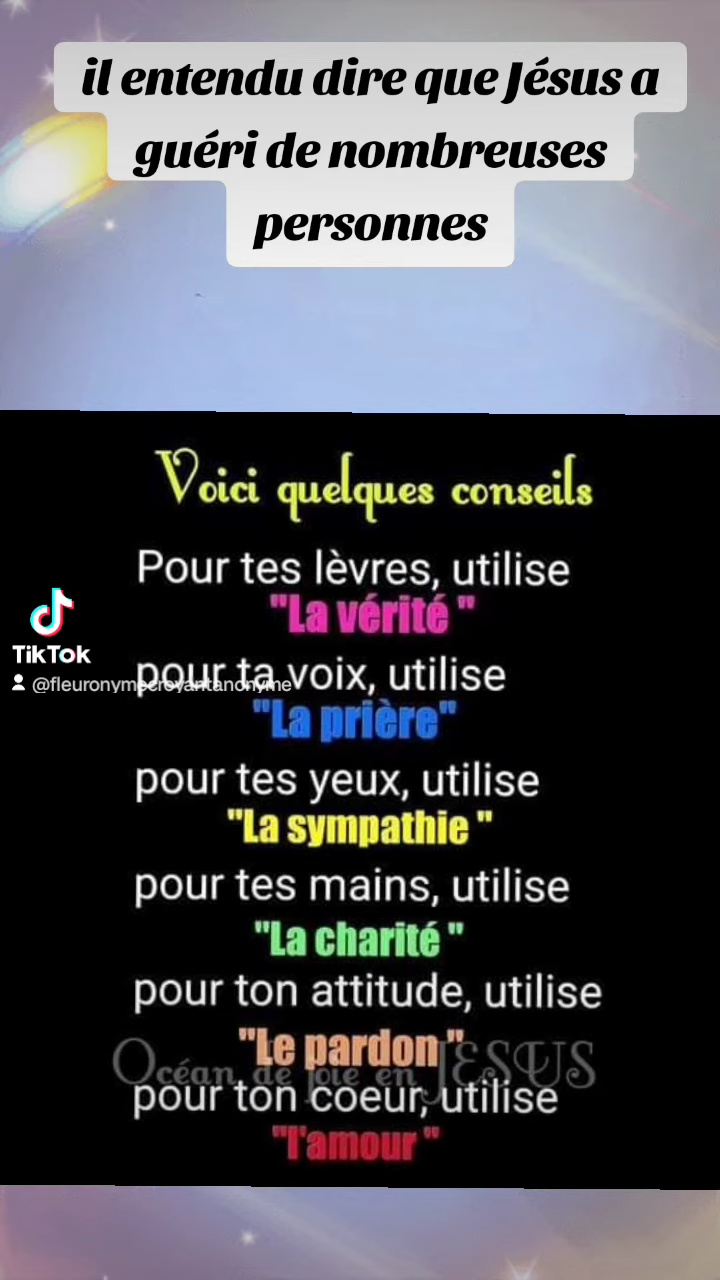 il entendu dire que Jésus a
guéri de nombreuses
personnes
Voici quelques conseils
Pour tes lèvres, utilise
"La vérité "
TikTok
@fleuronymecroyantanonyme
pour ta voix, utilise
"La prière"
pour tes yeux, utilise
"La sympathie "
pour tes mains, utilise
"La charité "
pour ton attitude, utilise
"Le pardon "
Océan de joie en JESUS
pour ton coeur, utilise
"l'amour "